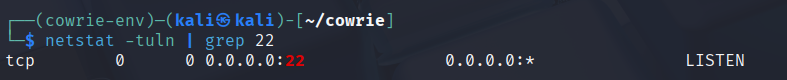 ┌──(cowrie-env)─(kali㉿kali)-[~/cowrie]
└─$ netstat -tuln | grep 22
tcp        0      0 0.0.0.0:22              0.0.0.0:*               LISTEN